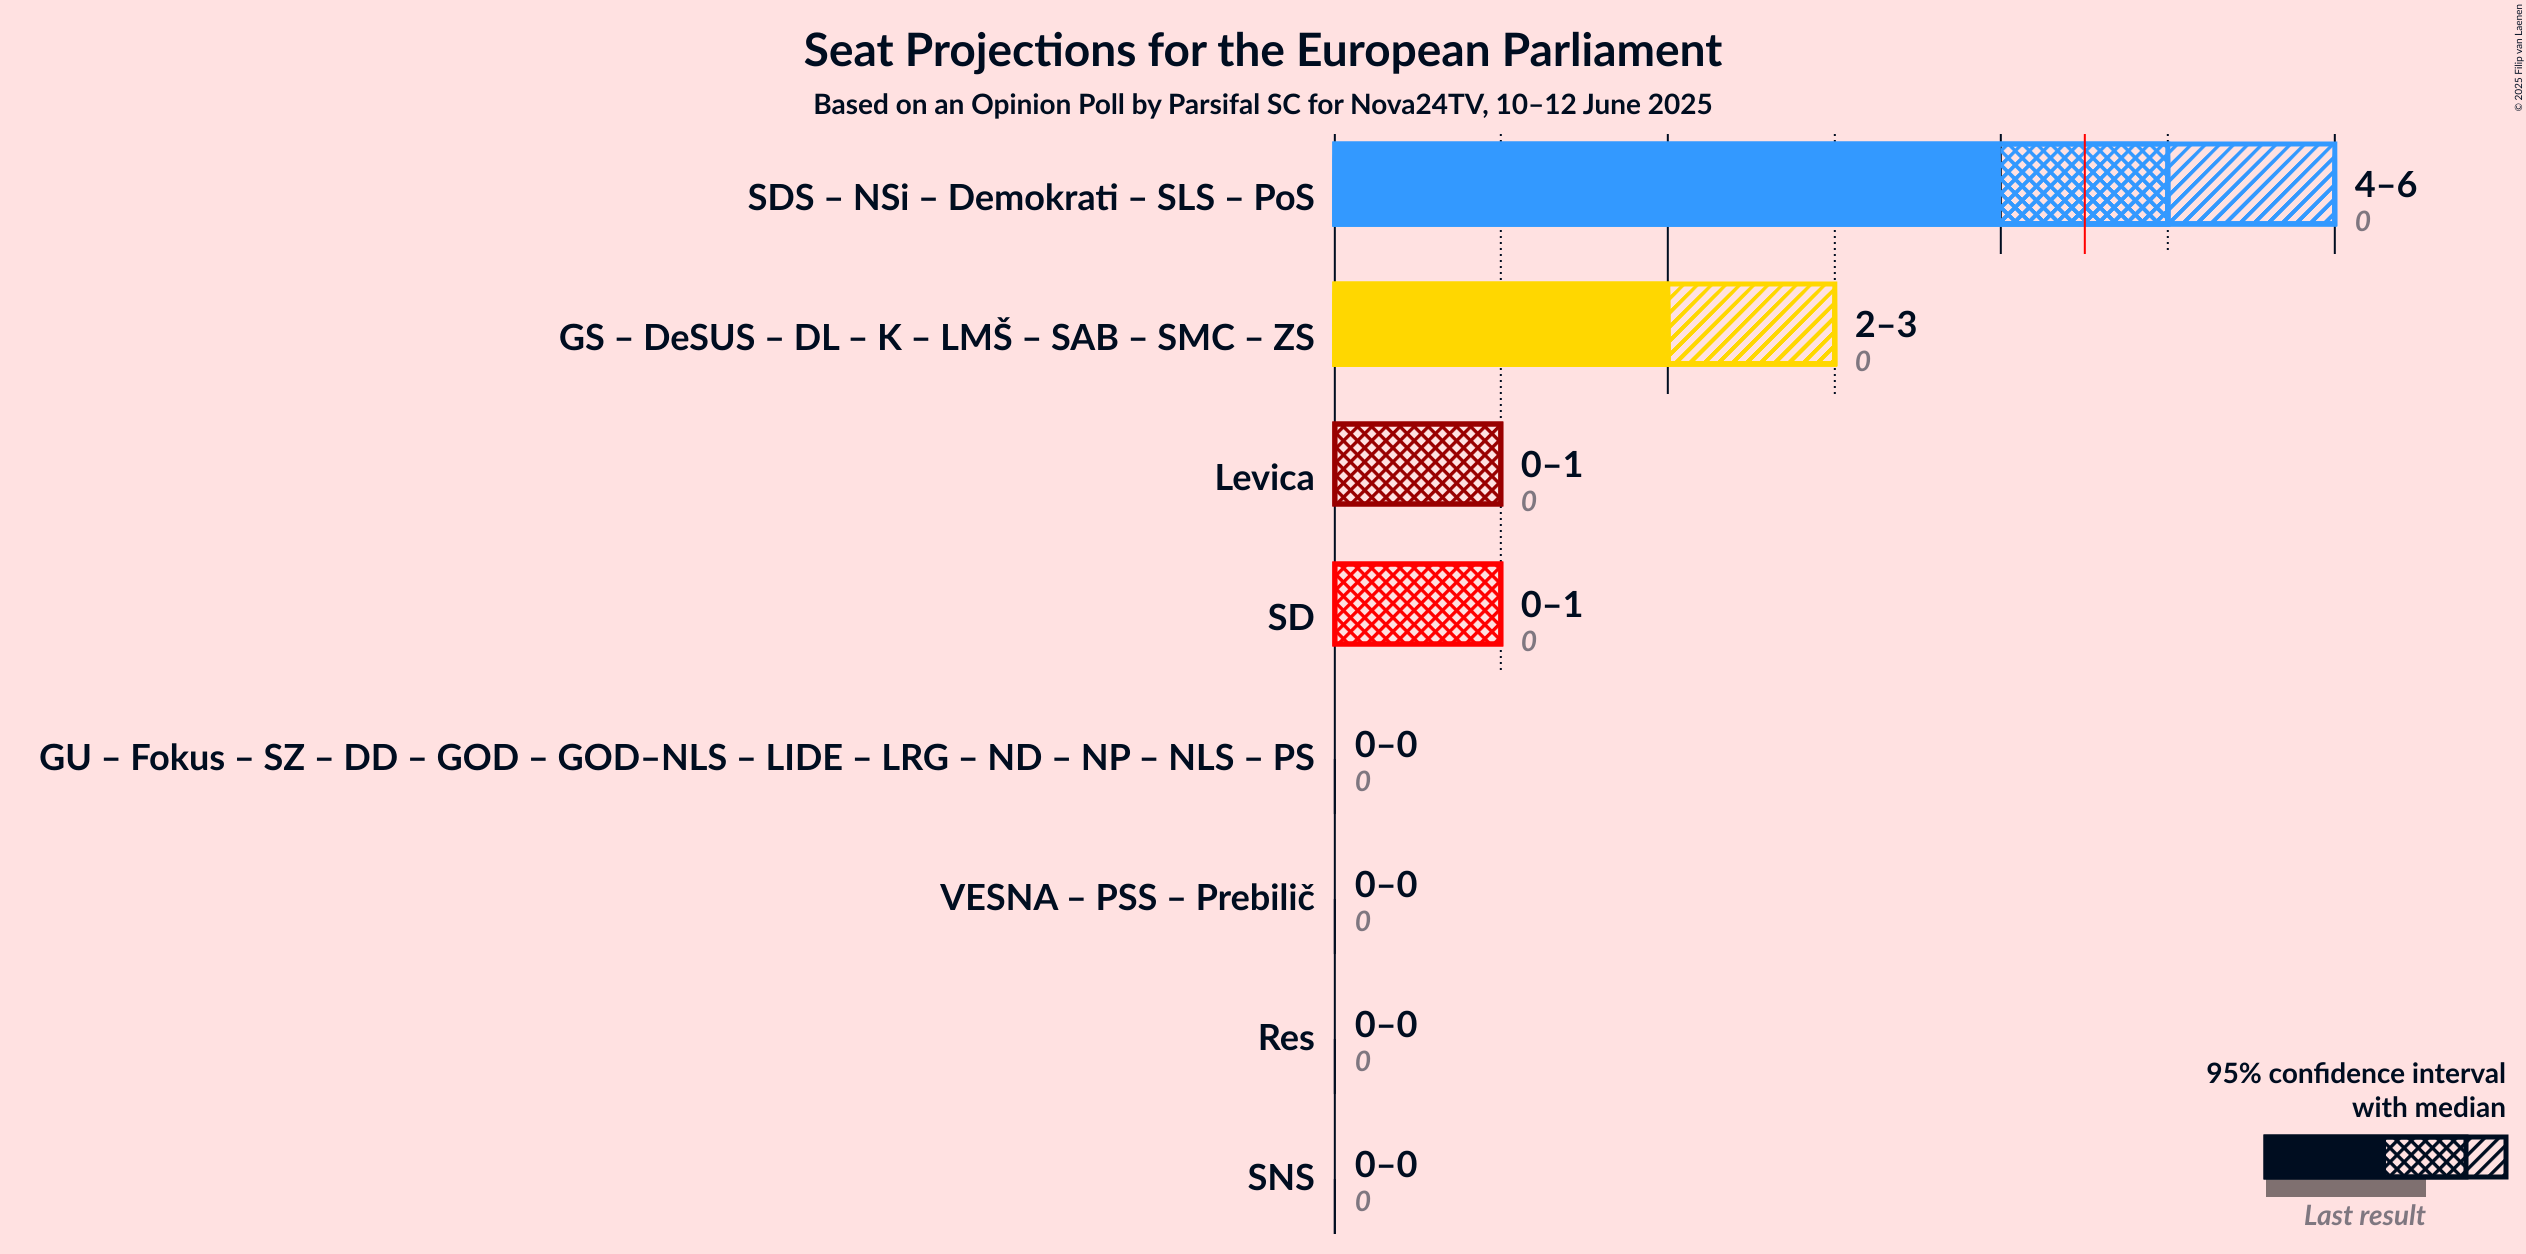 Seat Projections for the European Parliament
Based on an Opinion Poll by Parsifal SC for Nova24TV, 10–12 June 2025
© 2025 Filip van Laenen
SDS – NSi – Demokrati – SLS – PoS
4–6
0
GS – DeSUS – DL – K – LMŠ – SAB – SMC – ZS
2–3
0
Levica
0–1
0
SD
0–1
0
GU – Fokus – SZ – DD – GOD – GOD–NLS – LIDE – LRG – ND – NP – NLS – PS
0–0
0
VESNA – PSS – Prebilič
0–0
0
Res
0–0
0
SNS
0–0
0
95% confidence interval
with median
Last result